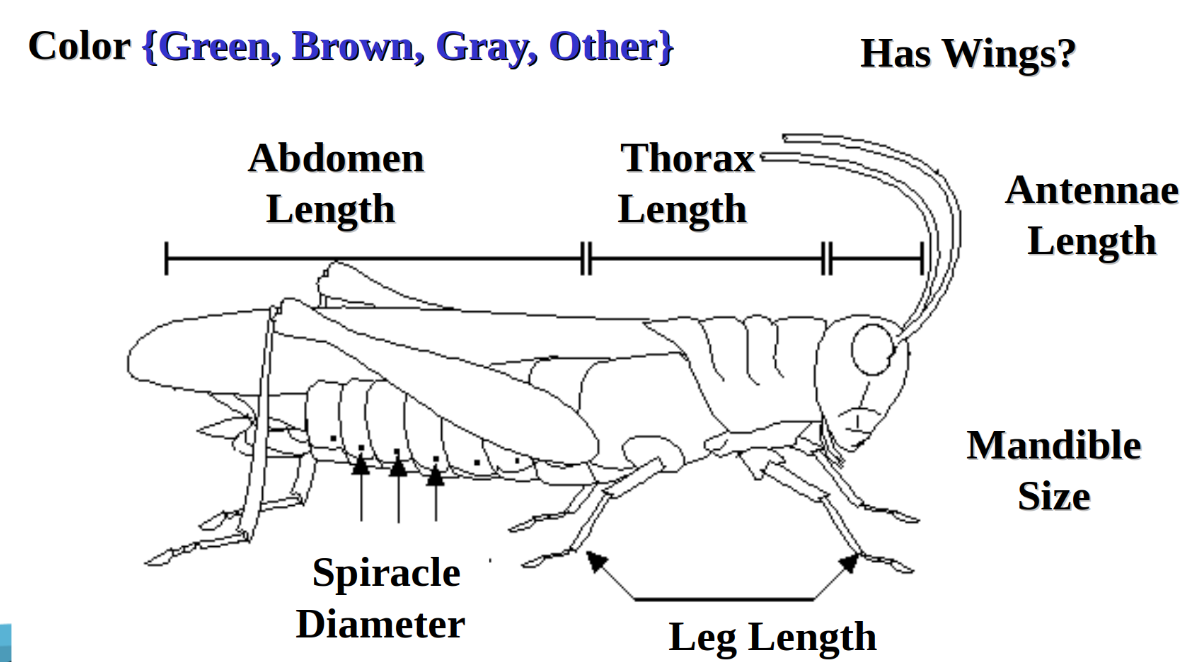 Color {Green, Brown, Gray, Other}
Has Wings?
Abdomen
Length
Thorax
Length
Antennae
Length
Mandible
Size
Spiracle
Diameter
Leg Length